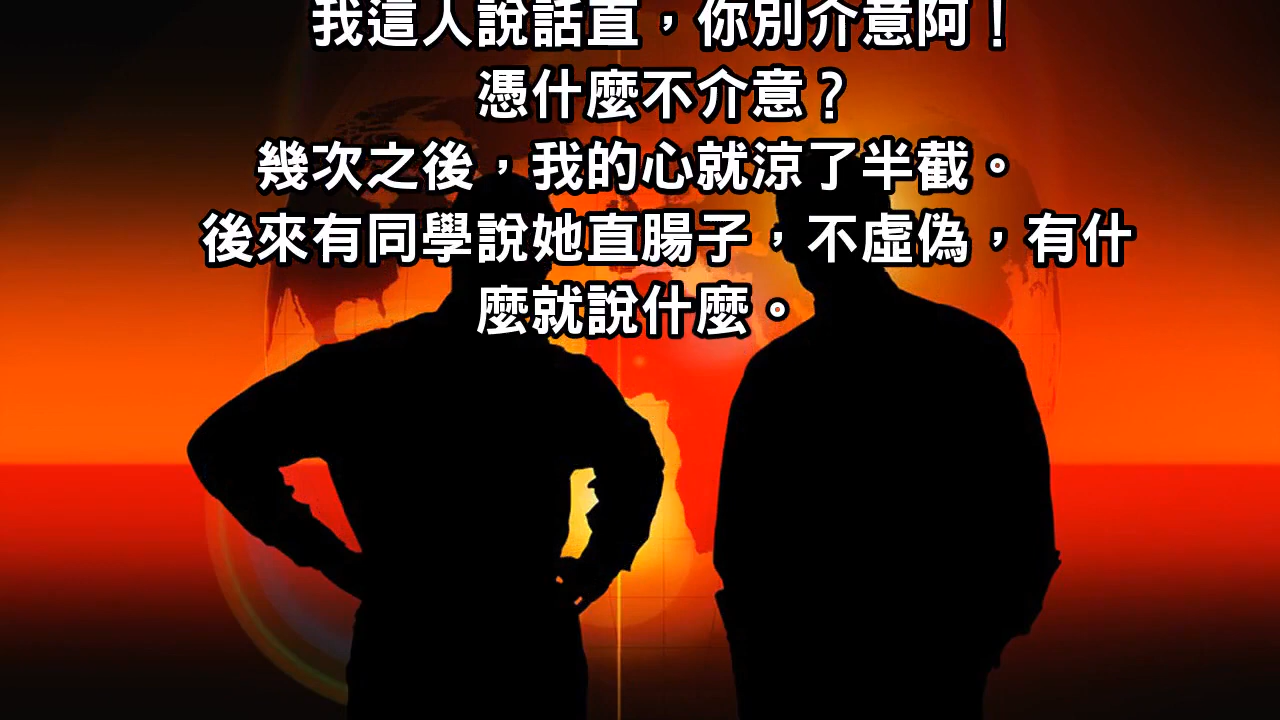 我這人說話直，你別介意阿！
憑什麼不介意？
幾次之後，我的心就涼了半截。
後來有同學說她直腸子，不虛偽，有什
麼就說什麼。